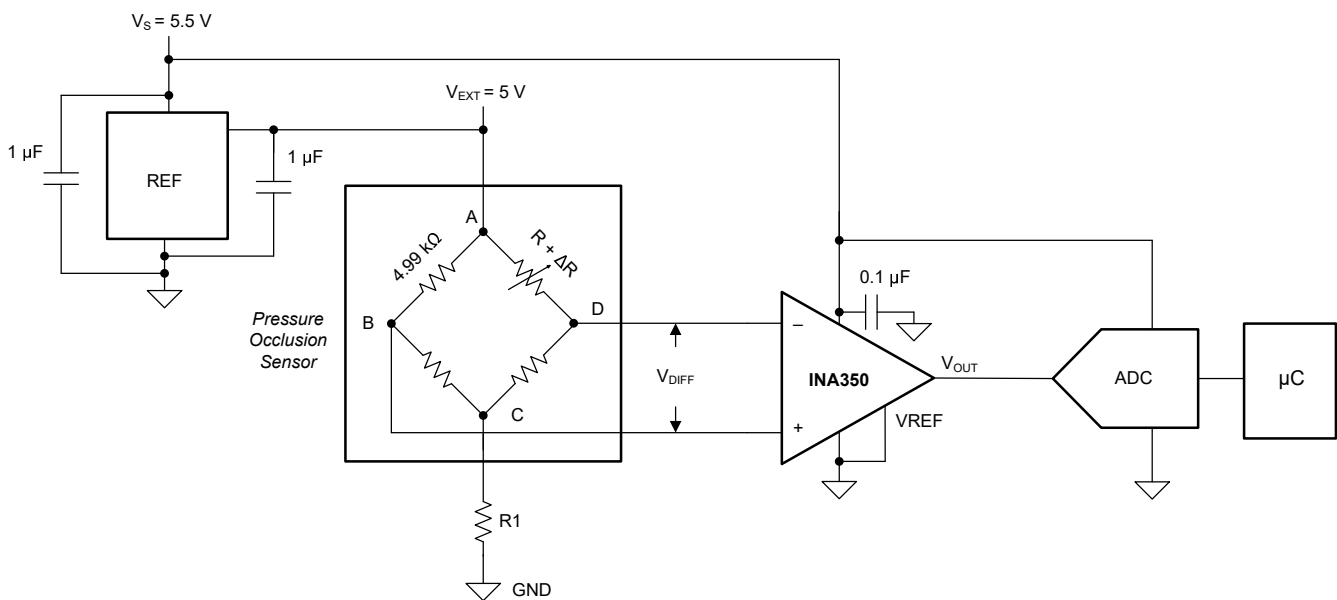 V_S = 5.5 V
V_EXT = 5 V
1 µF
REF
1 µF
A
4.99 kΩ
R + ΔR
B
D
C
Pressure
Occlusion
Sensor
R1
GND
V_DIFF
–
+
INA350
0.1 µF
V_OUT
VREF
ADC
µC